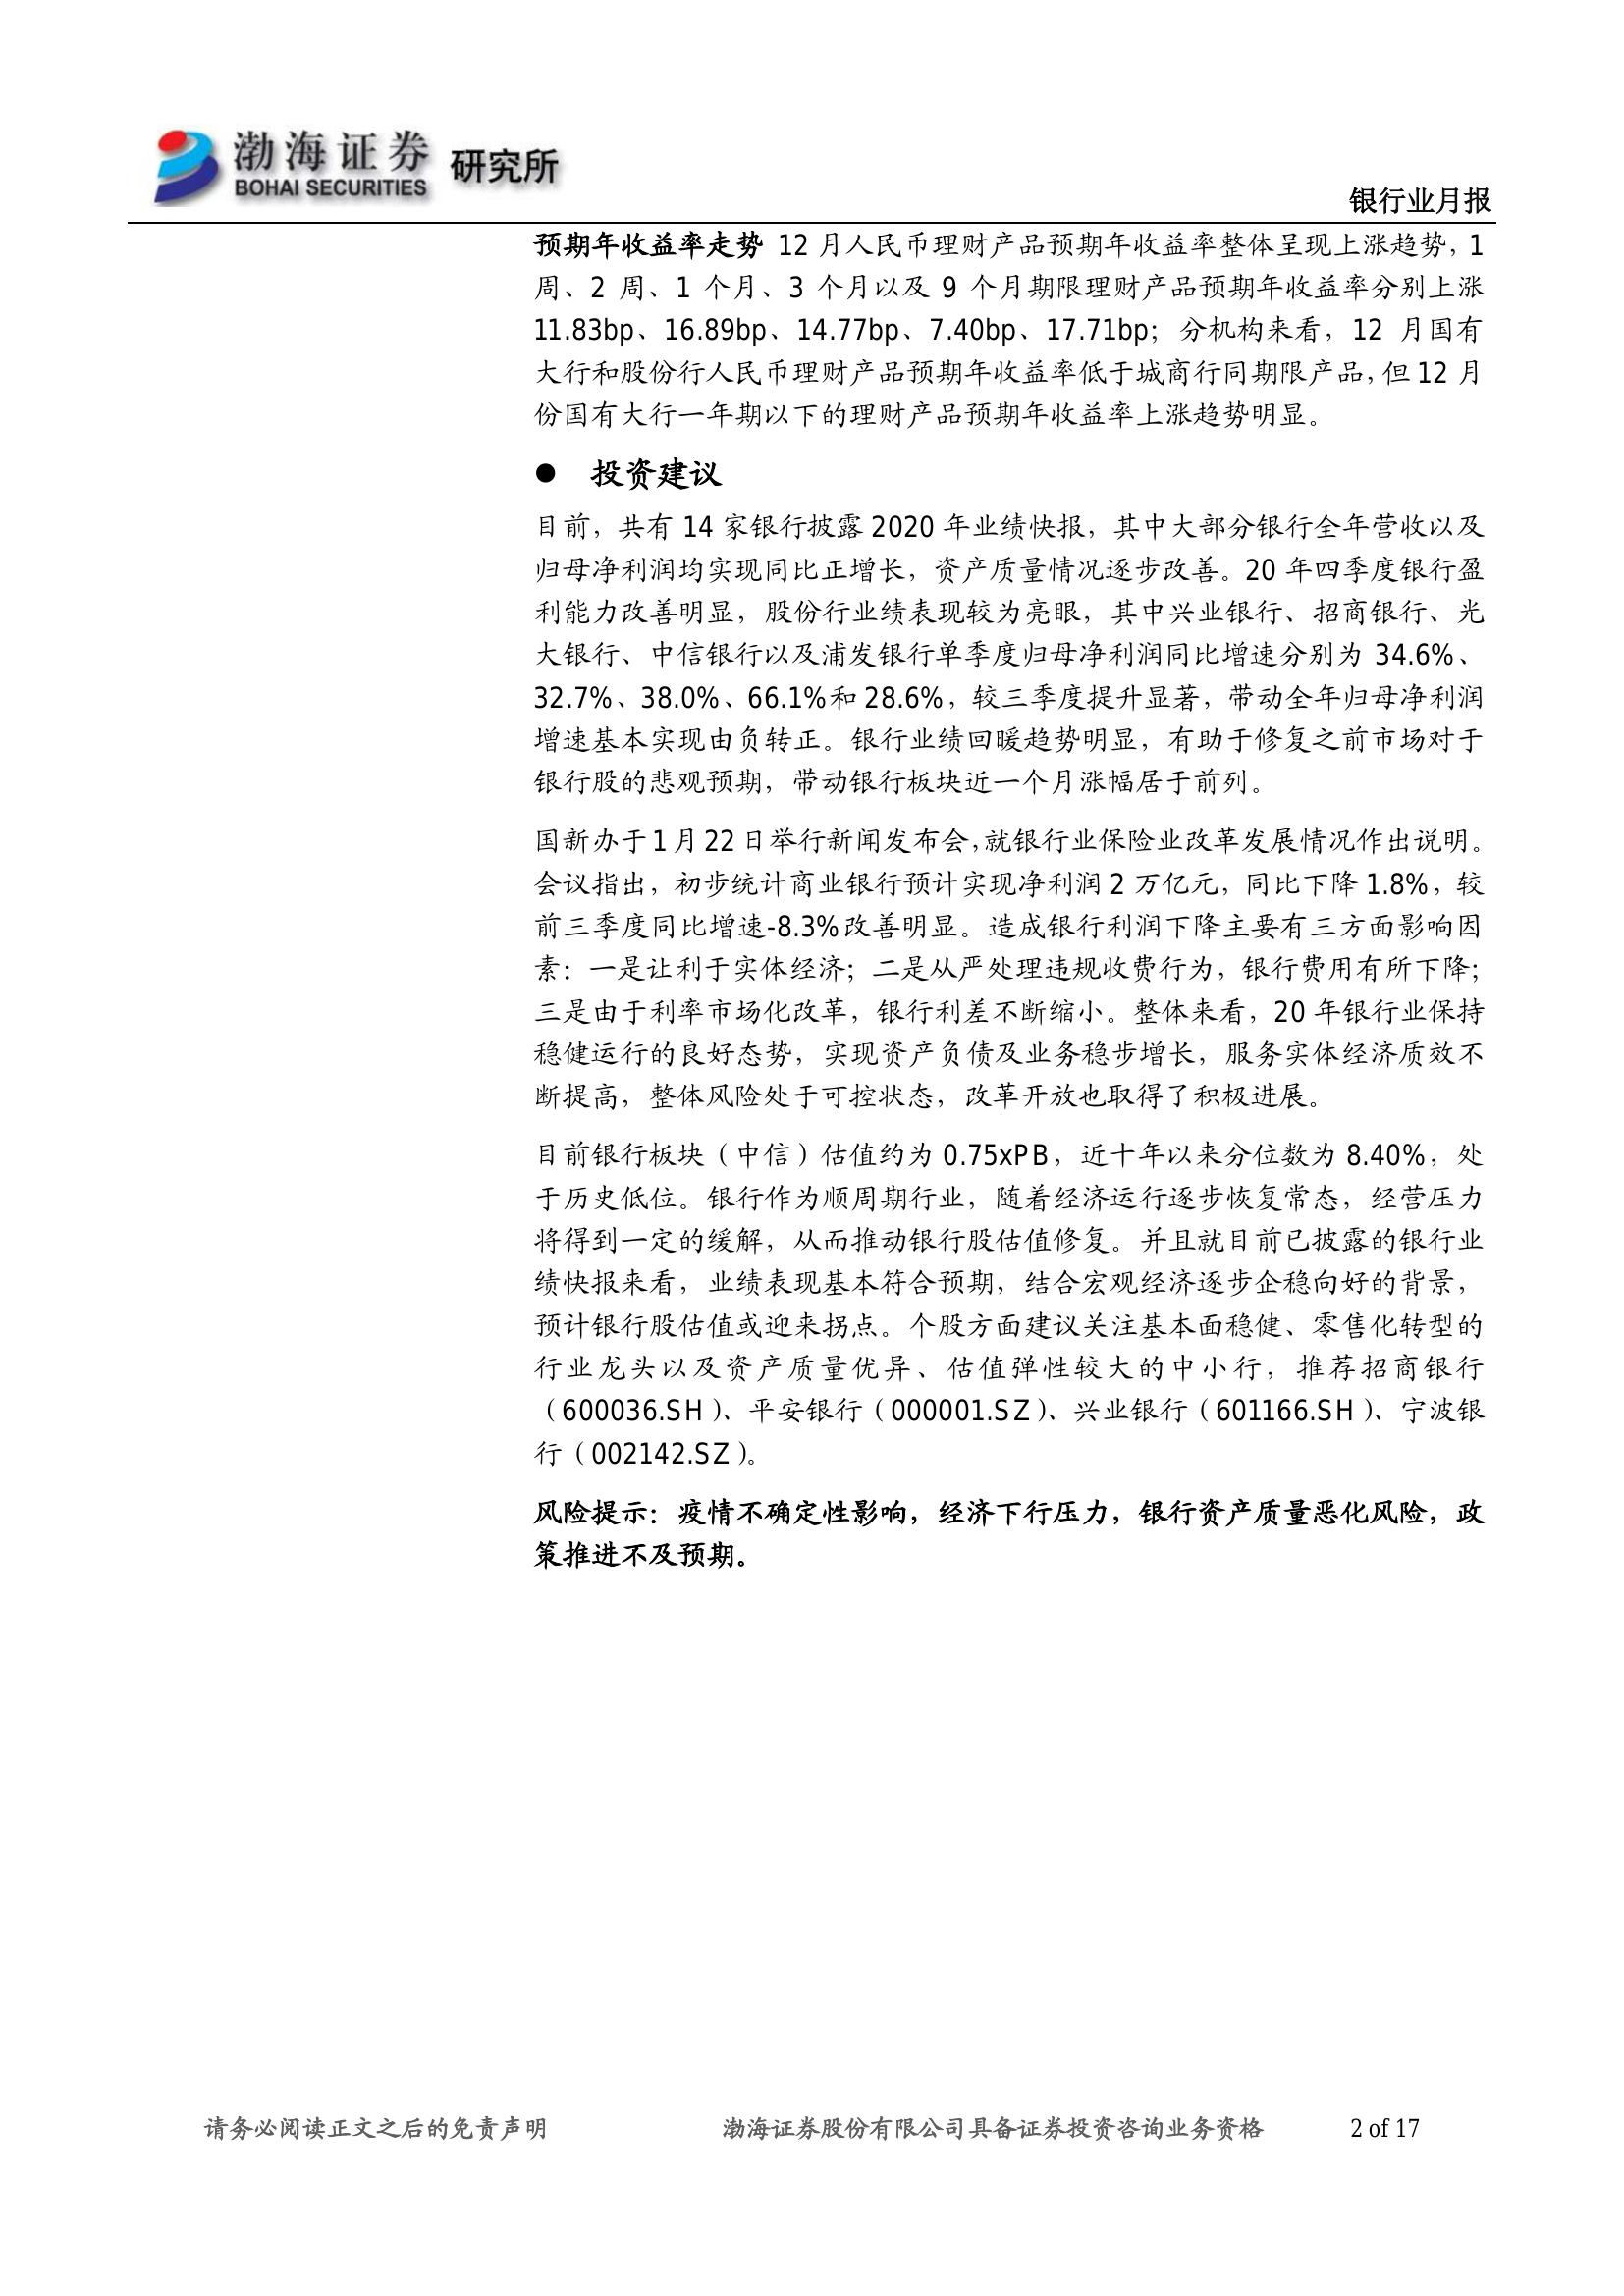 渤海证券 研究所
BOHAI SECURITIES
银行业月报
预期年收益率走势 12 月人民币理财产品预期年收益率整体呈现上涨趋势，1
周、2 周、1 个月、3 个月以及 9 个月期限理财产品预期年收益率分别上涨
11.83bp、16.89bp、14.77bp、7.40bp、17.71bp；分机构来看，12 月国有
大行和股份行人民币理财产品预期年收益率低于城商行同期限产品，但 12 月
份国有大行一年期以下的理财产品预期年收益率上涨趋势明显。
● 投资建议
目前，共有 14 家银行披露 2020 年业绩快报，其中大部分银行全年营收以及
归母净利润均实现同比正增长，资产质量情况逐步改善。20 年四季度银行盈
利能力改善明显，股份行业绩表现较为亮眼，其中兴业银行、招商银行、光
大银行、中信银行以及浦发银行单季度归母净利润同比增速分别为 34.6%、
32.7%、38.0%、66.1%和 28.6%，较三季度提升显著，带动全年归母净利润
增速基本实现由负转正。银行业绩回暖趋势明显，有助于修复之前市场对于
银行股的悲观预期，带动银行板块近一个月涨幅居于前列。
国新办于 1 月 22 日举行新闻发布会，就银行业保险业改革发展情况作出说明。
会议指出，初步统计商业银行预计实现净利润 2 万亿元，同比下降 1.8%，较
前三季度同比增速-8.3%改善明显。造成银行利润下降主要有三方面影响因
素：一是让利于实体经济；二是从严处理违规收费行为，银行费用有所下降；
三是由于利率市场化改革，银行利差不断缩小。整体来看，20 年银行业保持
稳健运行的良好态势，实现资产负债及业务稳步增长，服务实体经济质效不
断提高，整体风险处于可控状态，改革开放也取得了积极进展。
目前银行板块（中信）估值约为 0.75xPB，近十年以来分位数为 8.40%，处
于历史低位。银行作为顺周期行业，随着经济运行逐步恢复常态，经营压力
将得到一定的缓解，从而推动银行股估值修复。并且就目前已披露的银行业
绩快报来看，业绩表现基本符合预期，结合宏观经济逐步企稳向好的背景，
预计银行股估值或迎来拐点。个股方面建议关注基本面稳健、零售化转型的
行业龙头以及资产质量优异、估值弹性较大的中小行，推荐招商银行
（600036.SH）、平安银行（000001.SZ）、兴业银行（601166.SH）、宁波银
行（002142.SZ）。
风险提示：疫情不确定性影响，经济下行压力，银行资产质量恶化风险，政
策推进不及预期。
请务必阅读正文之后的免责声明 渤海证券股份有限公司具备证券投资咨询业务资格 2 of 17